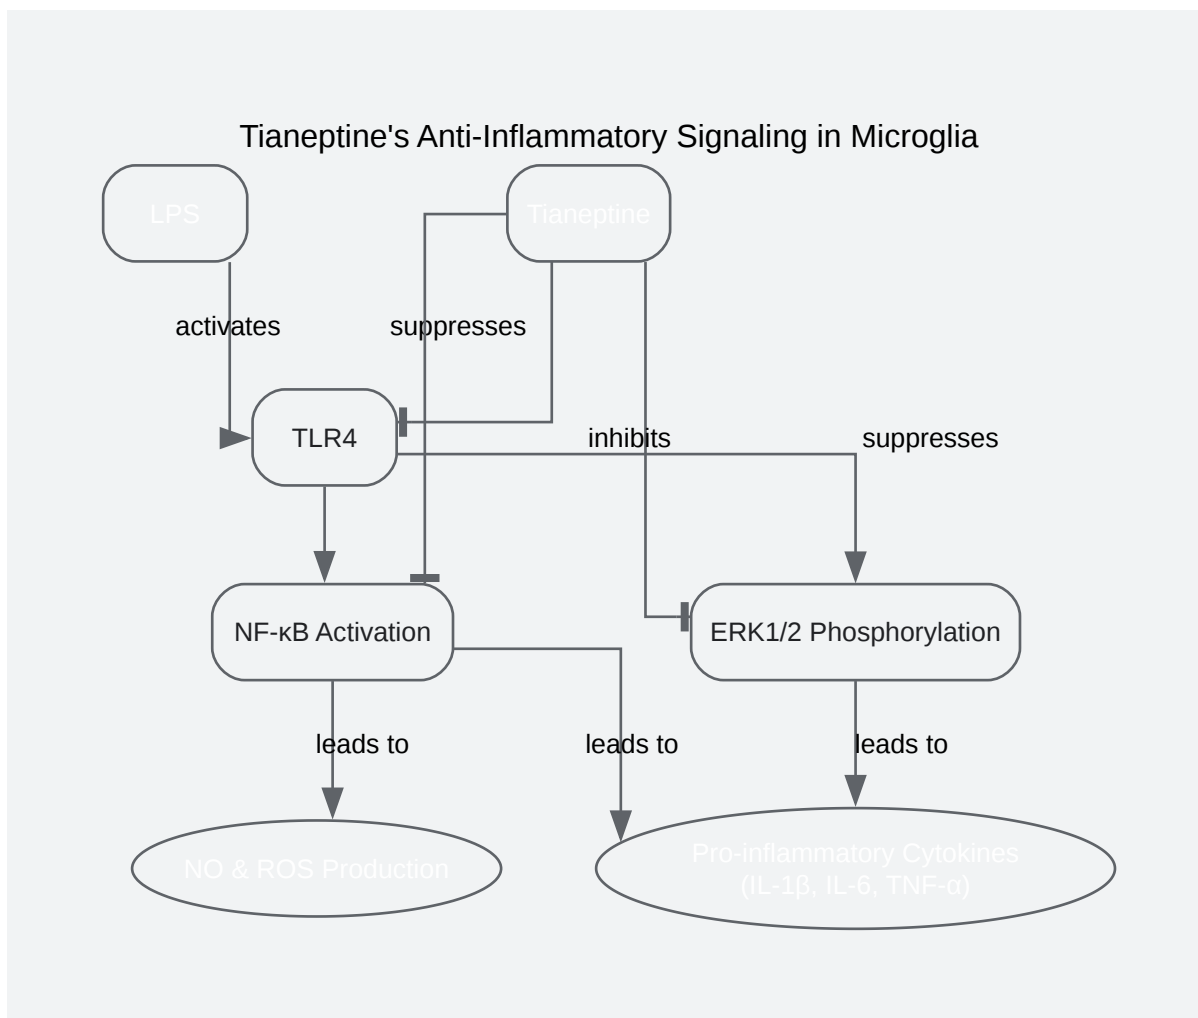 Tianeptine's Anti-Inflammatory Signaling in Microglia
LPS
Tianeptine
activates
suppresses
TLR4
inhibits
suppresses
NF-κB Activation
ERK1/2 Phosphorylation
leads to
leads to
leads to
NO & ROS Production
Pro-inflammatory Cytokines
(IL-1β, IL-6, TNF-α)